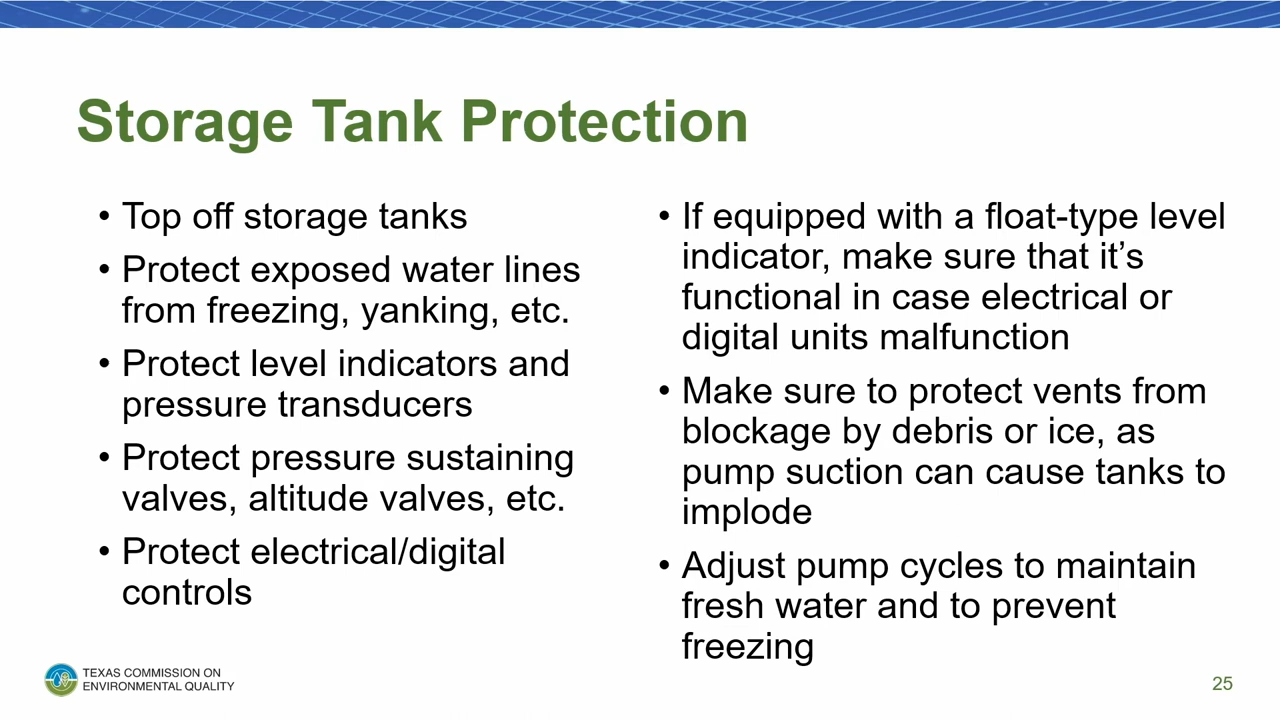 Storage Tank Protection
• Top off storage tanks
• Protect exposed water lines
from freezing, yanking, etc.
• Protect level indicators and
pressure transducers
• Protect pressure sustaining
valves, altitude valves, etc.
• Protect electrical/digital
controls
• If equipped with a float-type level
indicator, make sure that it’s
functional in case electrical or
digital units malfunction
• Make sure to protect vents from
blockage by debris or ice, as
pump suction can cause tanks to
implode
• Adjust pump cycles to maintain
fresh water and to prevent
freezing
TEXAS COMMISSION ON
ENVIRONMENTAL QUALITY
25